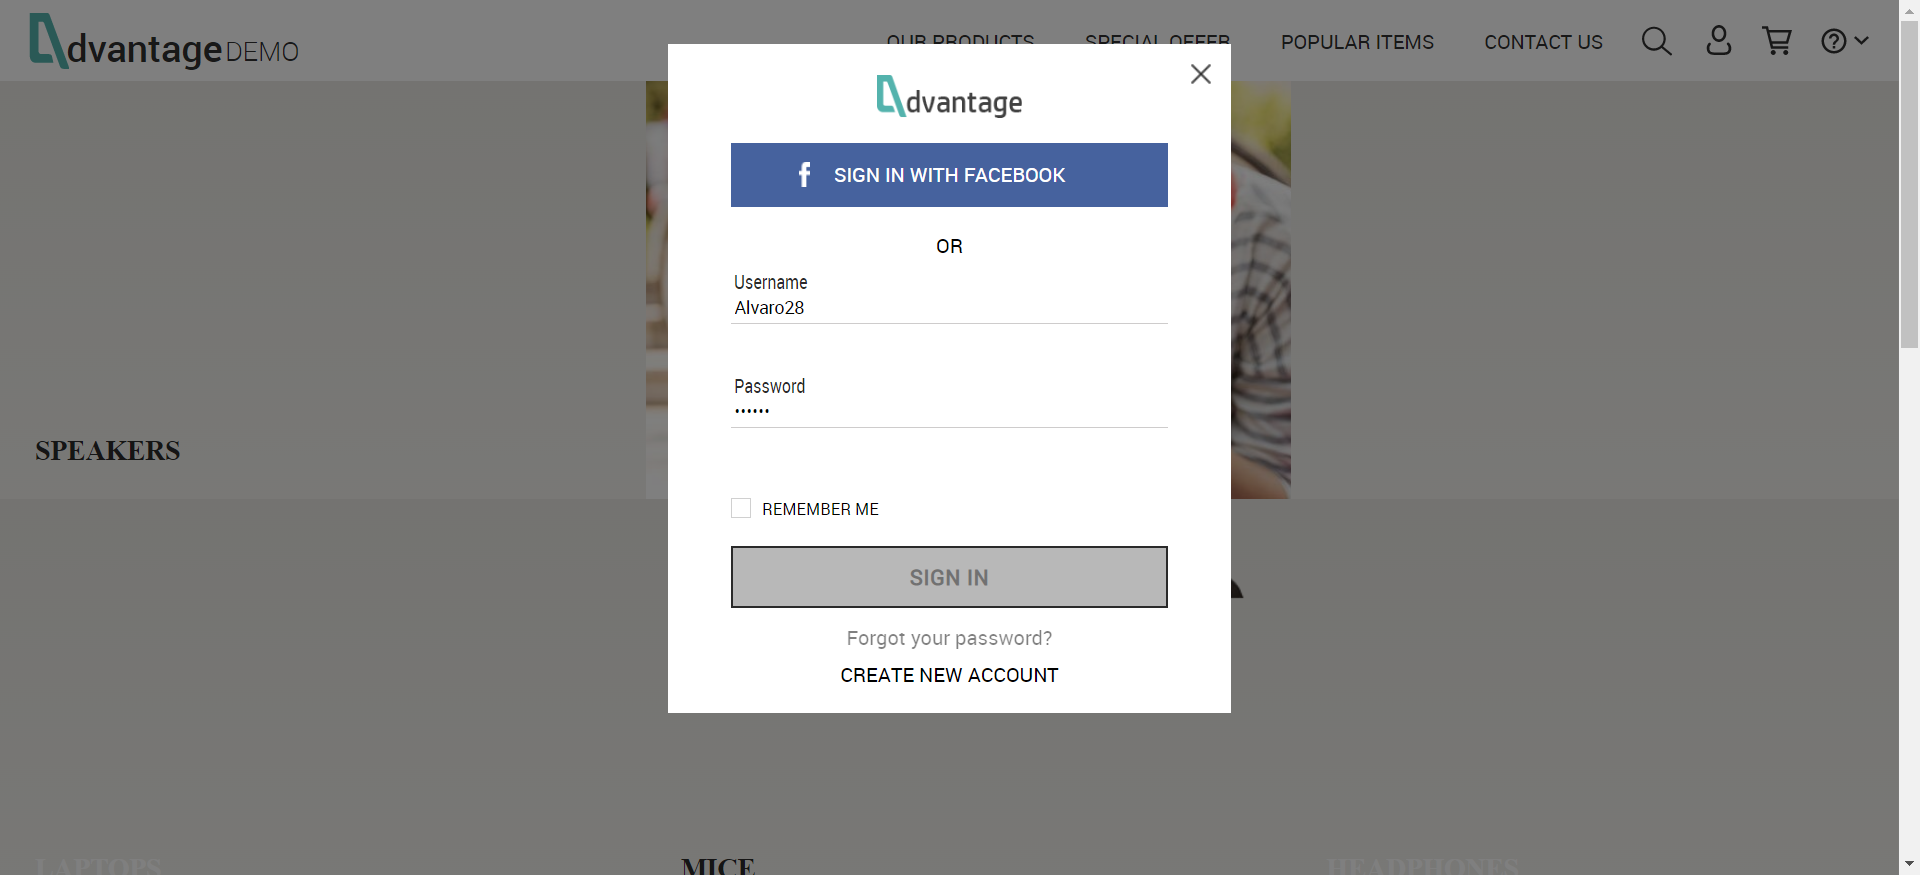 dvantage DEMO
OUR PRODUCTS SPECIAL OFFER POPULAR ITEMS CONTACT US
dvantage
f SIGN IN WITH FACEBOOK
OR
Username
Alvaro28
Password
••••••
SPEAKERS
REMEMBER ME
SIGN IN
Forgot your password?
CREATE NEW ACCOUNT
LAPTOPS MICE HEADPHONES